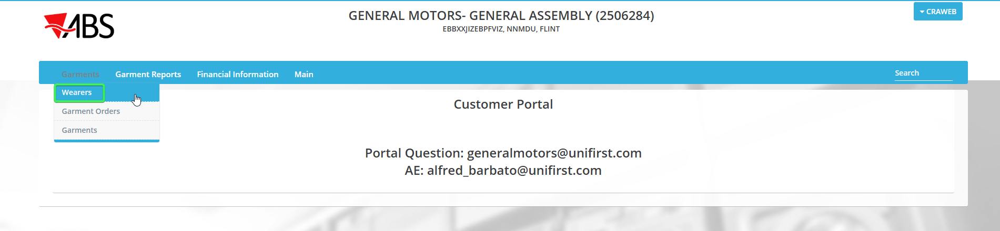 ABS
GENERAL MOTORS- GENERAL ASSEMBLY (2506284)
EBBXXJIZEBPFVIZ, NNMDU, FLINT
CRAWEB
Garments
Garment Reports
Financial Information
Main
Search
Wearers
Garment Orders
Garments
Customer Portal
Portal Question: generalmotors@unifirst.com
AE: alfred_barbato@unifirst.com